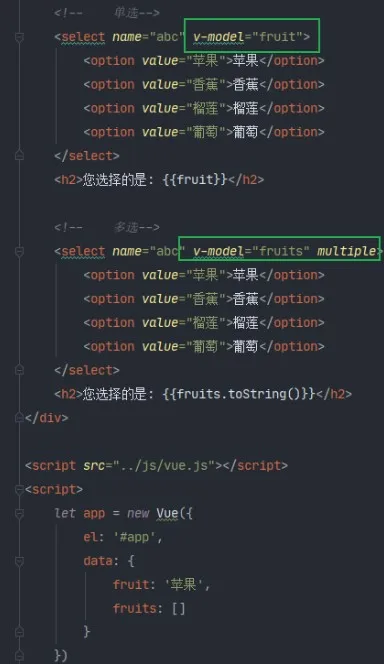 <!--    单选-->
<select name="abc" v-model="fruit">
    <option value="苹果">苹果</option>
    <option value="香蕉">香蕉</option>
    <option value="榴莲">榴莲</option>
    <option value="葡萄">葡萄</option>
</select>
<h2>您选择的是: {{fruit}}</h2>
<!--    多选-->
<select name="abc" v-model="fruits" multiple>
    <option value="苹果">苹果</option>
    <option value="香蕉">香蕉</option>
    <option value="榴莲">榴莲</option>
    <option value="葡萄">葡萄</option>
</select>
<h2>您选择的是: {{fruits.toString()}}</h2>
</div>
<script src="../js/vue.js"></script>
<script>
    let app = new Vue({
        el: '#app',
        data: {
            fruit: '苹果',
            fruits: []
        }
    })